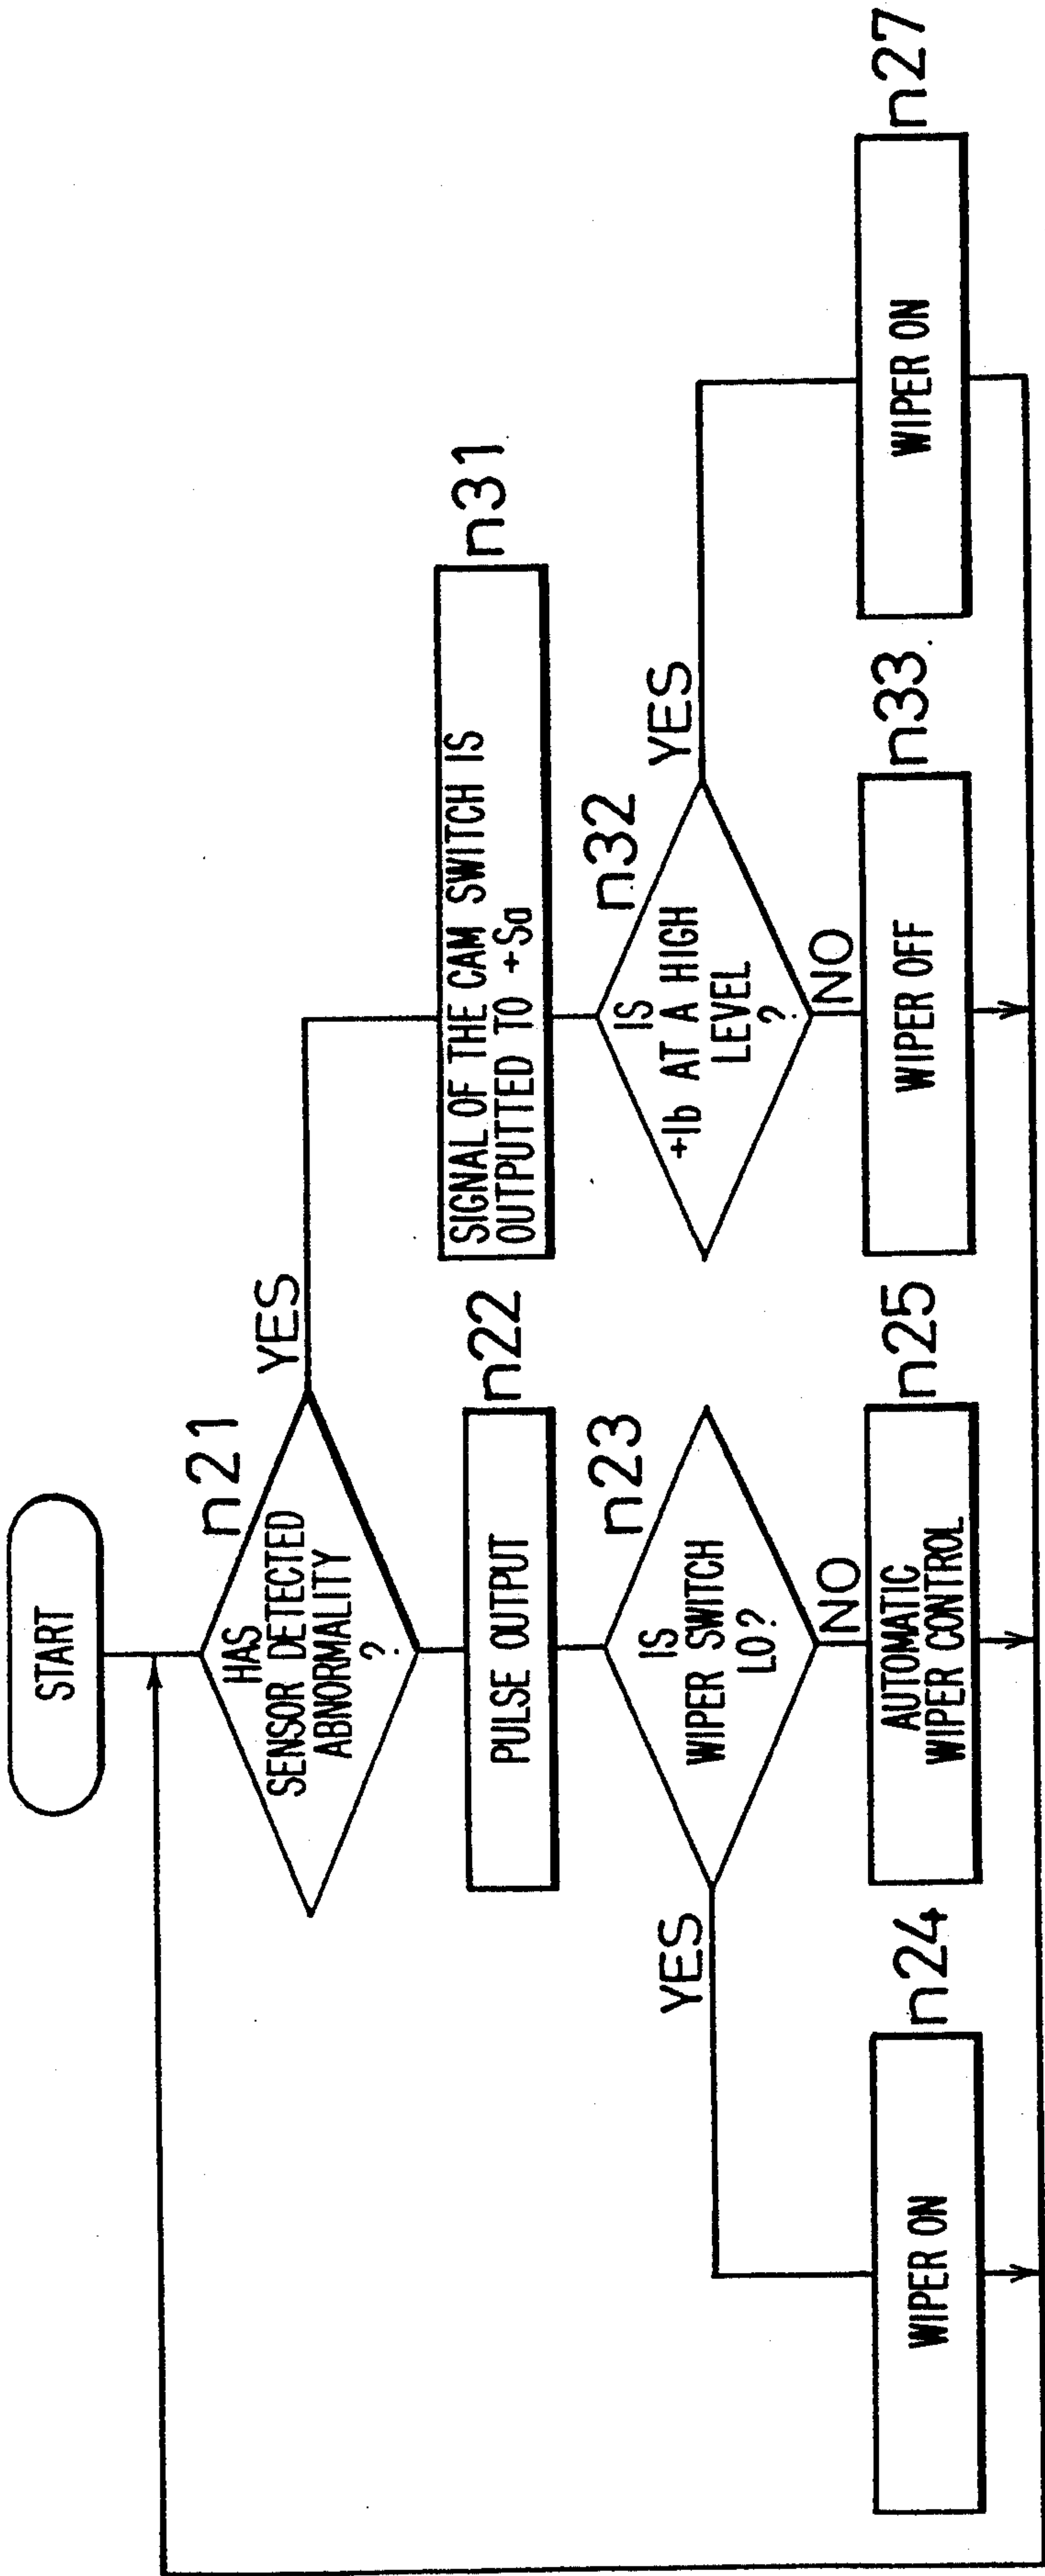 START
n21
HAS
SENSOR DETECTED
ABNORMALITY
?
YES
n22
PULSE OUTPUT
n31
SIGNAL OF THE CAM SWITCH IS
OUTPUTTED TO +Sa
n23
IS
WIPER SWITCH
LO?
YES
NO
n32
IS
+Ib AT A HIGH
LEVEL
?
YES
NO
n24
WIPER ON
n25
AUTOMATIC
WIPER CONTROL
n33
WIPER OFF
n27
WIPER ON